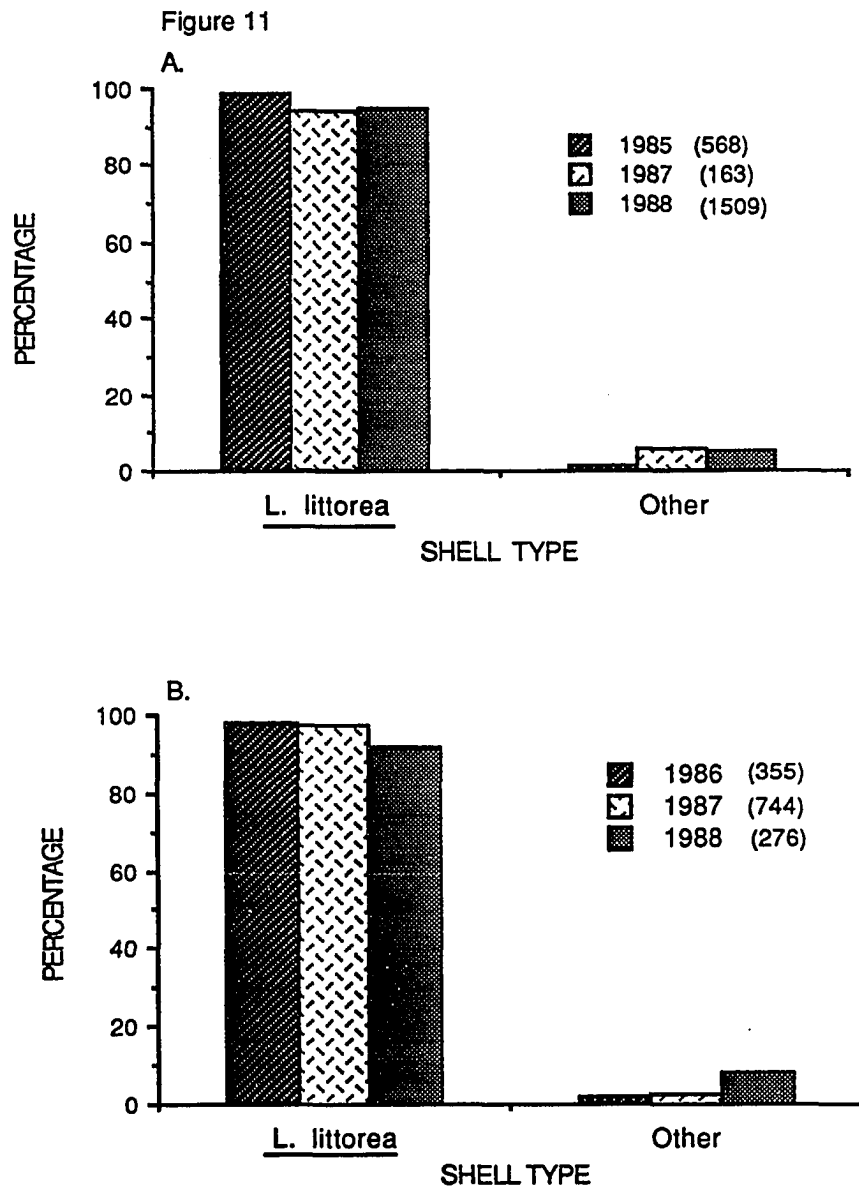 Figure 11
A.
100
80
60
40
20
0
PERCENTAGE
1985 (568)
1987 (163)
1988 (1509)
L. littorea
Other
SHELL TYPE
B.
100
80
60
40
20
0
PERCENTAGE
1986 (355)
1987 (744)
1988 (276)
L. littorea
Other
SHELL TYPE